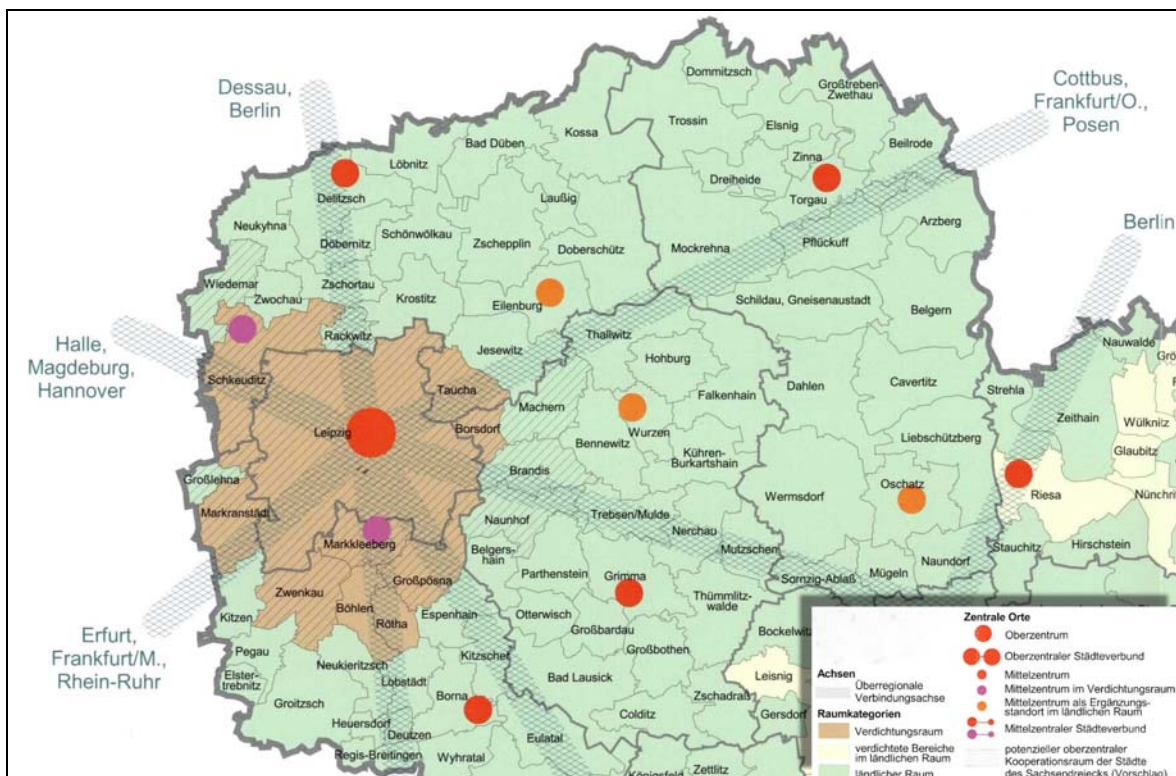 Dessau,
Berlin
Cottbus,
Frankfurt/O.,
Posen
Berlin
Halle,
Magdeburg,
Hannover
Erfurt,
Frankfurt/M.,
Rhein-Ruhr
Dommitzsch
Großtreben-
Zwethau
Trossin
Elsnig
Kossa
Bad Düben
Beilrode
Löbnitz
Zinna
Dreiheide
Delitzsch
Torgau
Laußig
Neukyhna
Arzberg
Schönwölkau
Döbernitz
Zschepplin
Doberschütz
Mockrehna
Pflückuff
Wiedemar
Zschortau
Zwochau
Krostitz
Eilenburg
Schildau, Gneisenaustadt
Belgern
Rackwitz
Thallwitz
Jesewitz
Hohburg
Nauwalde
Schkeuditz
Taucha
Dahlen
Cavertitz
Strehla
Falkenhain
Machern
Zeithain
Wülknitz
Leipzig
Borsdorf
Wurzen
Bennewitz
Liebschützberg
Kühren-
Burkartshain
Glaubitz
Brandis
Großlehna
Oschatz
Wermsdorf
Riesa
Markranstädt
Trebsen/Mulde
Naunhof
Nerchau
Markkleeberg
Mutzschen
Stauchitz
Hirschstein
Belgers-
hain
Naundorf
Parthenstein
Grimma
Mügeln
Großpösna
Sornzig-Ablaß
Zwenkau
Thümmlitz-
walde
Böhlen
Otterwisch
Espenhain
Kitzen
Rötha
Großbardau
Bockelwitz
Pegau
Kitzscher
Großbothen
Neukieritzsch
Elster-
trebnitz
Lobstädt
Bad Lausick
Leisnig
Borna
Zschadraß
Groitzsch
Gersdorf
Colditz
Heuersdorf
Deutzen
Eulatal
Regis-Breitingen
Wyhratal
Zettlitz
Königsfeld
Achsen
Überregionale
Verbindungsachse
Raumkategorien
Verdichtungsraum
verdichtete Bereiche
im ländlichen Raum
ländlicher Raum
Zentrale Orte
Oberzentrum
Oberzentraler Städteverbund
Mittelzentrum
Mittelzentrum im Verdichtungsraum
Mittelzentrum als Ergänzungs-
standort im ländlichen Raum
Mittelzentraler Städteverbund
potenzieller oberzentraler
Kooperationsraum der Städte
des Sachsendreiecks (Vorschlag)